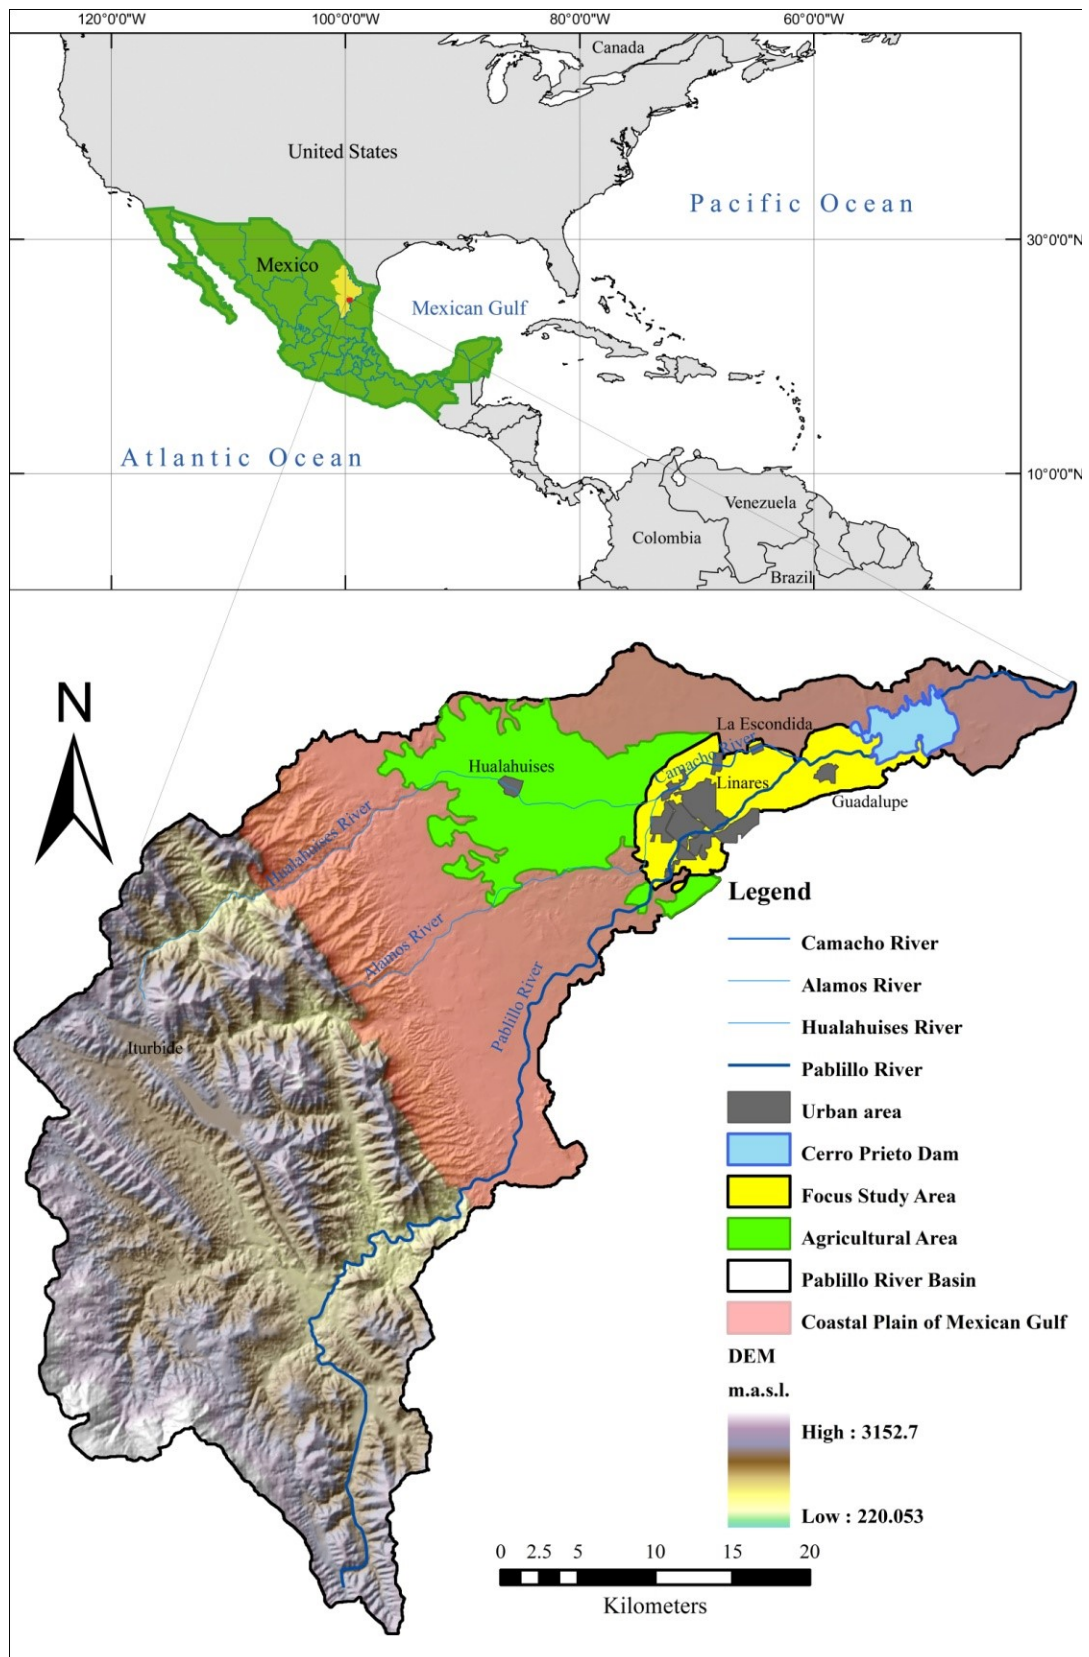 120°0'0"W 100°0'0"W 80°0'0"W 60°0'0"W
Canada
United States
Pacific Ocean
30°0'0"N
Mexico
Mexican Gulf
Atlantic Ocean
10°0'0"N
Venezuela
Colombia
Brazil
N
La Escondida
Camacho River
Hualahuises
Linares
Guadalupe
Hualahuises River
Alamos River
Pablillo River
Iturbide
Legend
Camacho River
Alamos River
Hualahuises River
Pablillo River
Urban area
Cerro Prieto Dam
Focus Study Area
Agricultural Area
Pablillo River Basin
Coastal Plain of Mexican Gulf
DEM
m.a.s.l.
High : 3152.7
Low : 220.053
0 2.5 5 10 15 20
Kilometers